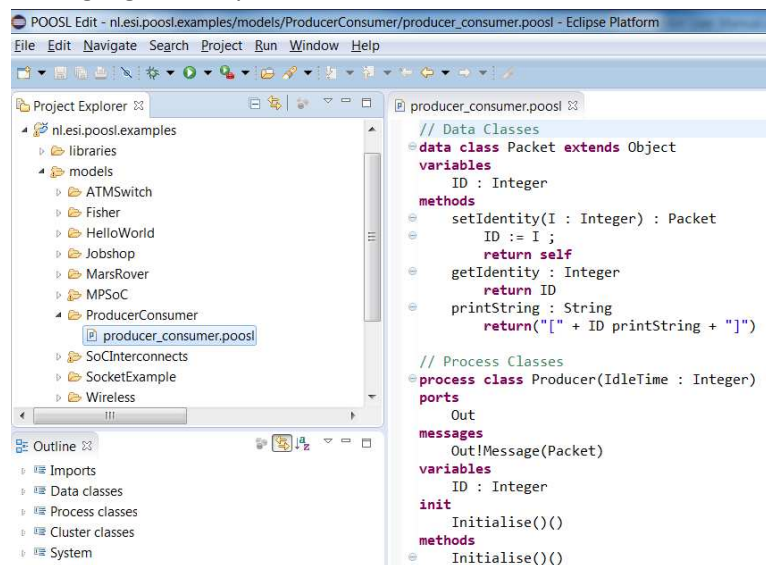 POOSL Edit - nl.esi.poosl.examples/models/ProducerConsumer/producer_consumer.poosl - Eclipse Platform
File Edit Navigate Search Project Run Window Help
Project Explorer
nl.esi.poosl.examples
libraries
models
ATMSwitch
Fisher
HelloWorld
Jobshop
MarsRover
MPSoC
ProducerConsumer
producer_consumer.poosl
SoCInterconnects
SocketExample
Wireless
Outline
Imports
Data classes
Process classes
Cluster classes
System
producer_consumer.poosl
// Data Classes
data class Packet extends Object
variables
ID : Integer
methods
setIdentity(I : Integer) : Packet
ID := I ;
return self
getIdentity : Integer
return ID
printString : String
return("[" + ID printString + "]")
// Process Classes
process class Producer(IdleTime : Integer)
ports
Out
messages
Out!Message(Packet)
variables
ID : Integer
init
Initialise()()
methods
Initialise()()